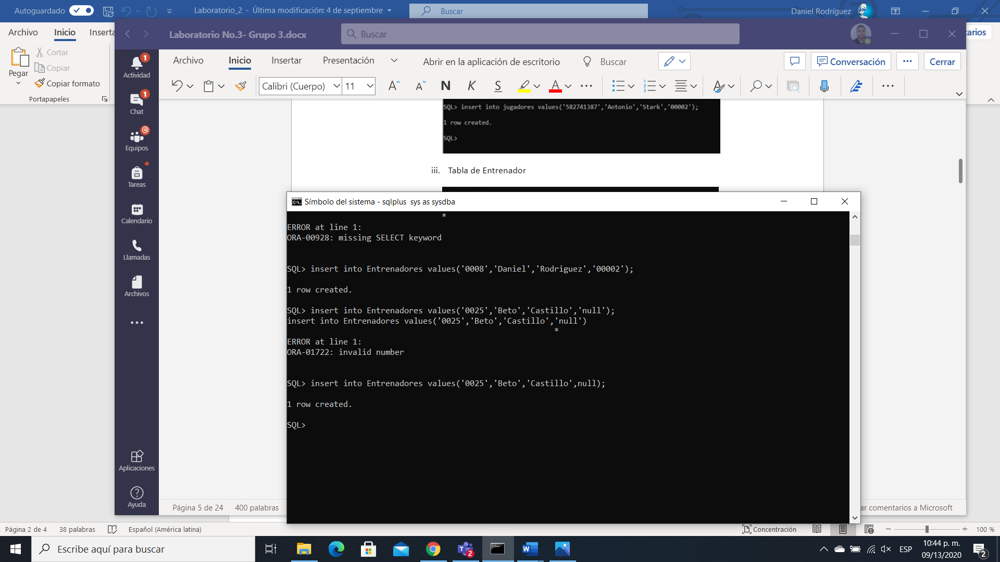 Autoguardado
Laboratorio_2 - Última modificación: 4 de septiembre
Buscar
Daniel Rodríguez
Archivo
Inicio
Inserta
Pegar
Cortar
Copiar
Copiar formato
Portapapeles
Laboratorio No.3- Grupo 3.docx
Buscar
arios
Archivo
Inicio
Insertar
Presentación
Abrir en la aplicación de escritorio
Buscar
Conversación
Cerrar
Calibri (Cuerpo)
11
A
A
N
K
S
A
1
Actividad
1
Chat
@
Equipos
Tareas
Calendario
Llamadas
Archivos
Aplicaciones
Ayuda
SQL> insert into jugadores values('582741387','Antonio','Stark','00002');
1 row created.
SQL>
iii. Tabla de Entrenador
Símbolo del sistema - sqlplus  sys as sysdba
*
ERROR at line 1:
ORA-00928: missing SELECT keyword
SQL> insert into Entrenadores values('0008','Daniel','Rodriguez','00002');
1 row created.
SQL> insert into Entrenadores values('0025','Beto','Castillo','null');
insert into Entrenadores values('0025','Beto','Castillo','null')
*
ERROR at line 1:
ORA-01722: invalid number
SQL> insert into Entrenadores values('0025','Beto','Castillo',null);
1 row created.
SQL>
Página 5 de 24
400 palabras
ar comentarios a Microsoft
Página 2 de 4
38 palabras
Español (América latina)
Concentración
100 %
Escribe aquí para buscar
2
ESP
10:44 p. m.
09/13/2020
2